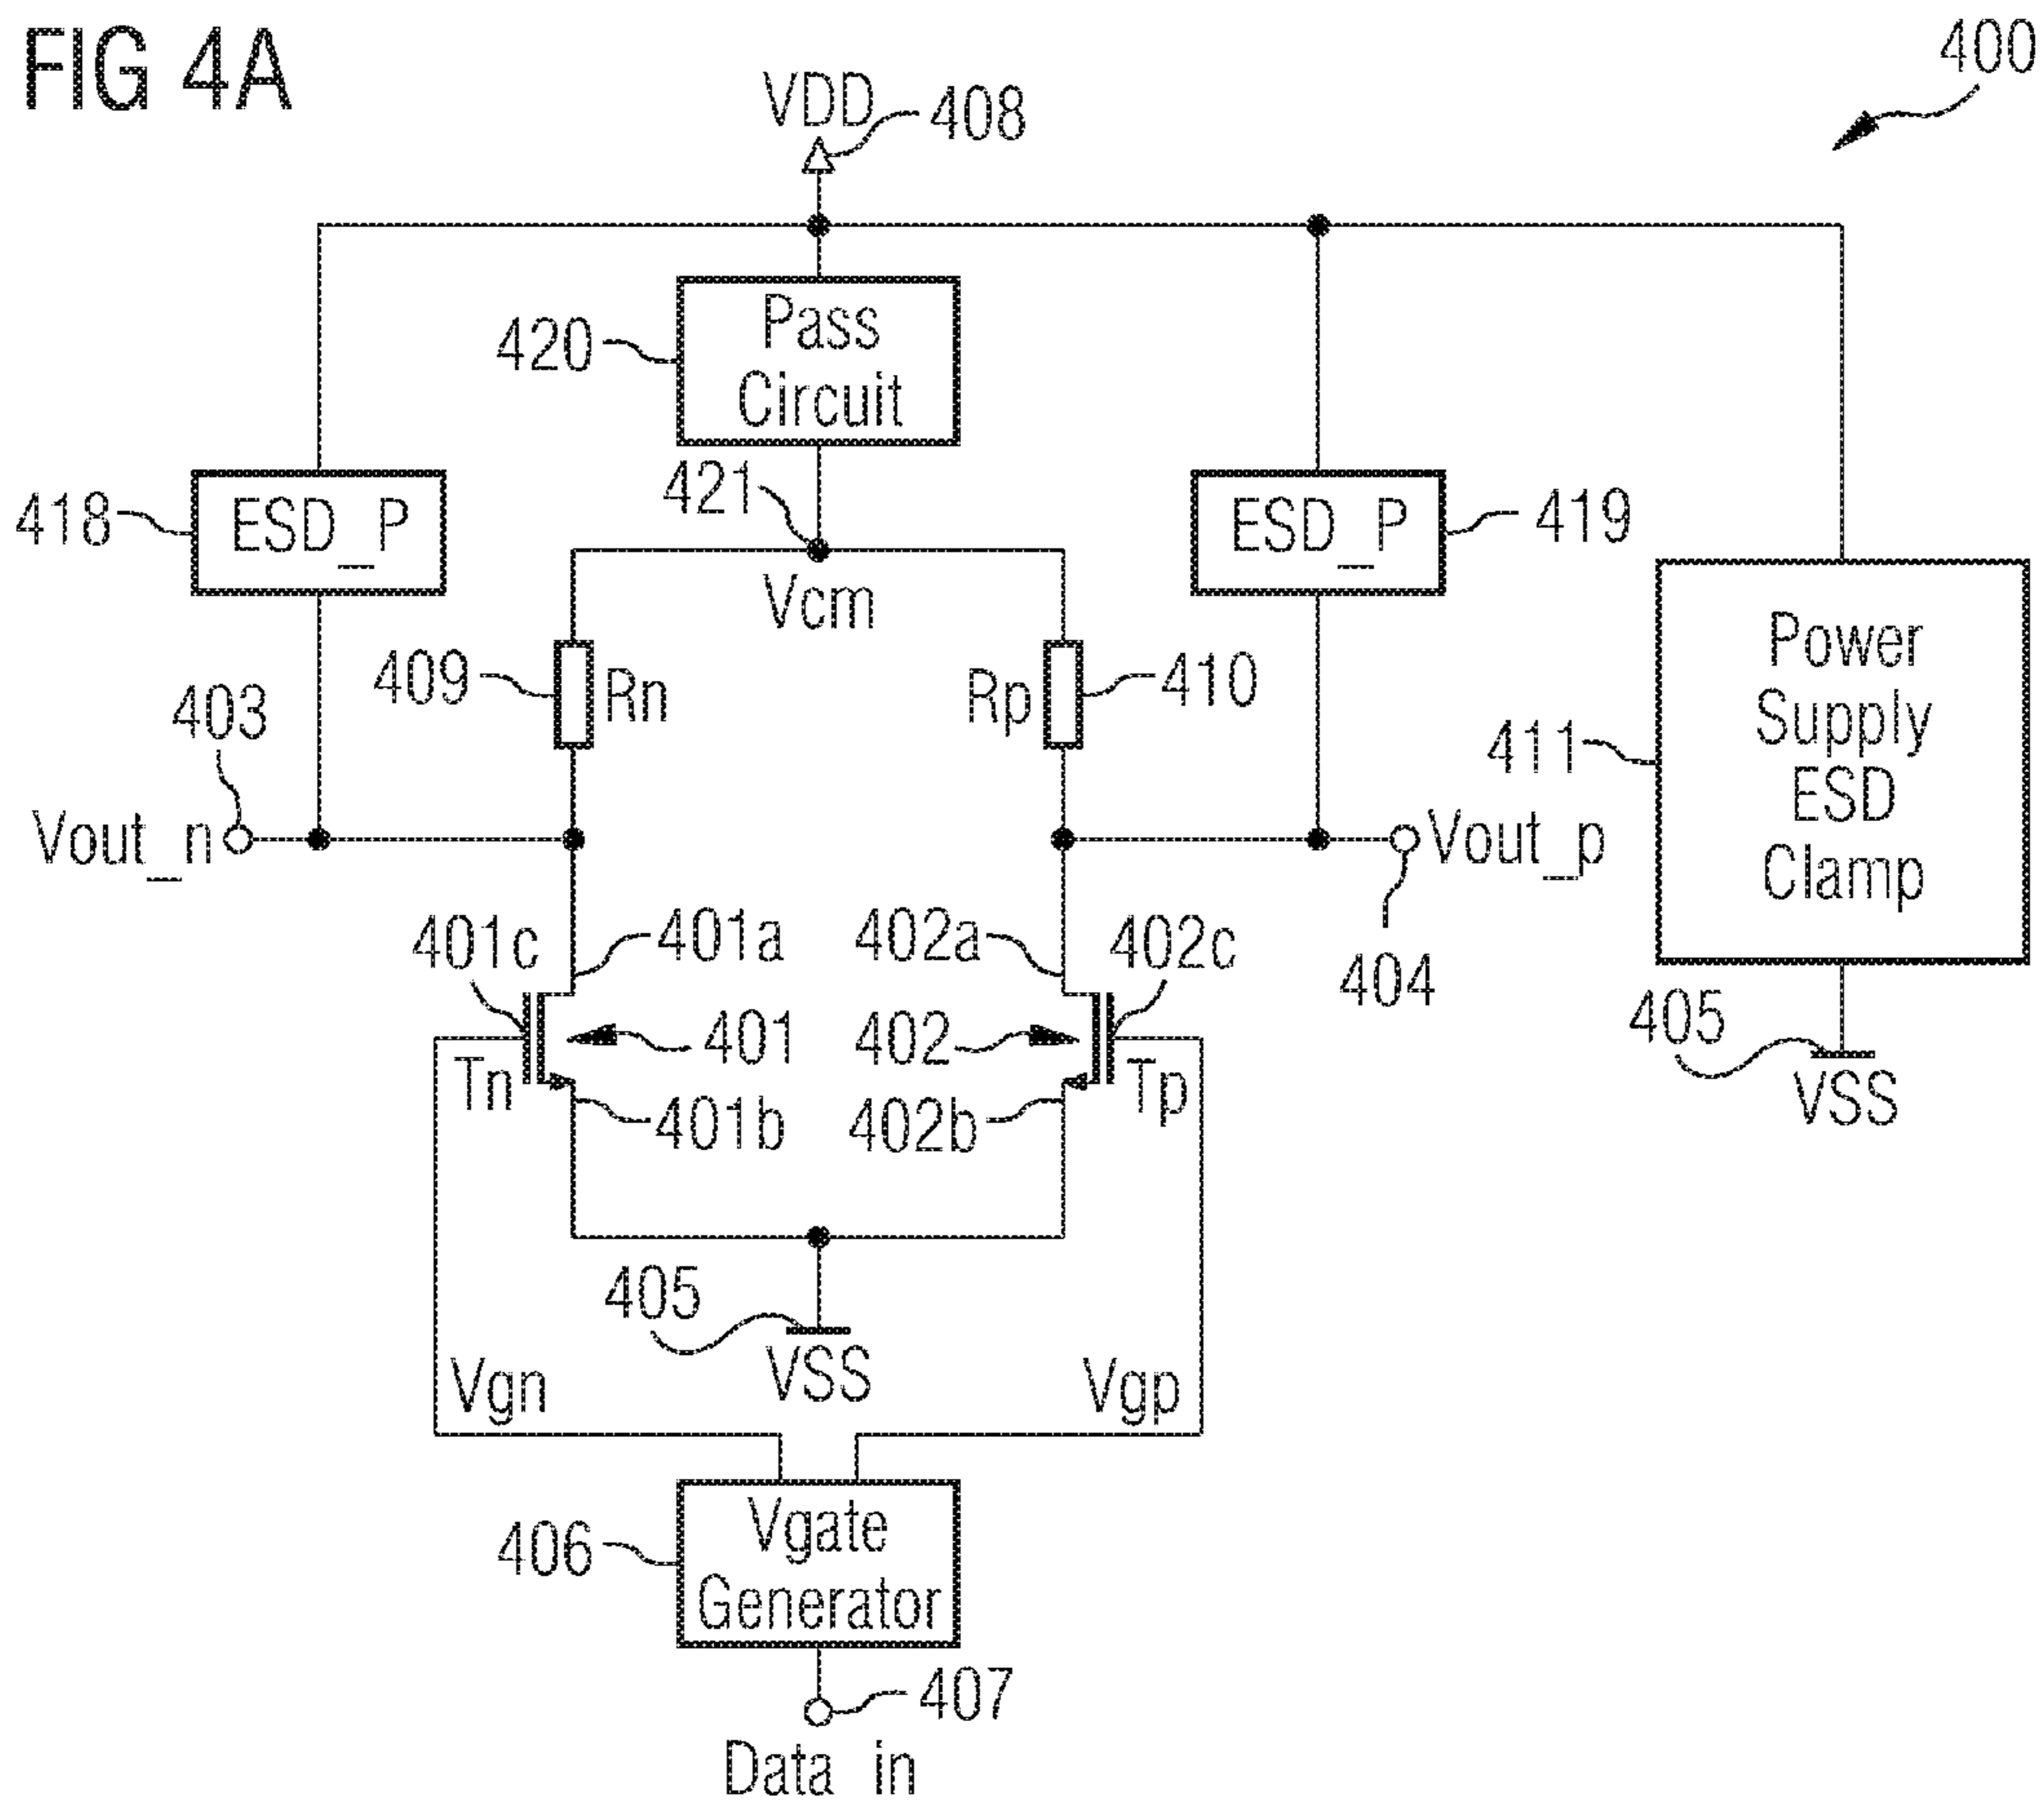 FIG 4A
400
VDD
408
Pass
Circuit
420
421
Vcm
418
ESD_P
ESD_P
419
409
Rn
Rp
410
403
Vout_n
Vout_p
404
411
Power
Supply
ESD
Clamp
405
VSS
401c
401a
402a
402c
401
402
Tn
Tp
401b
402b
405
VSS
Vgn
Vgp
406
Vgate
Generator
407
Data in